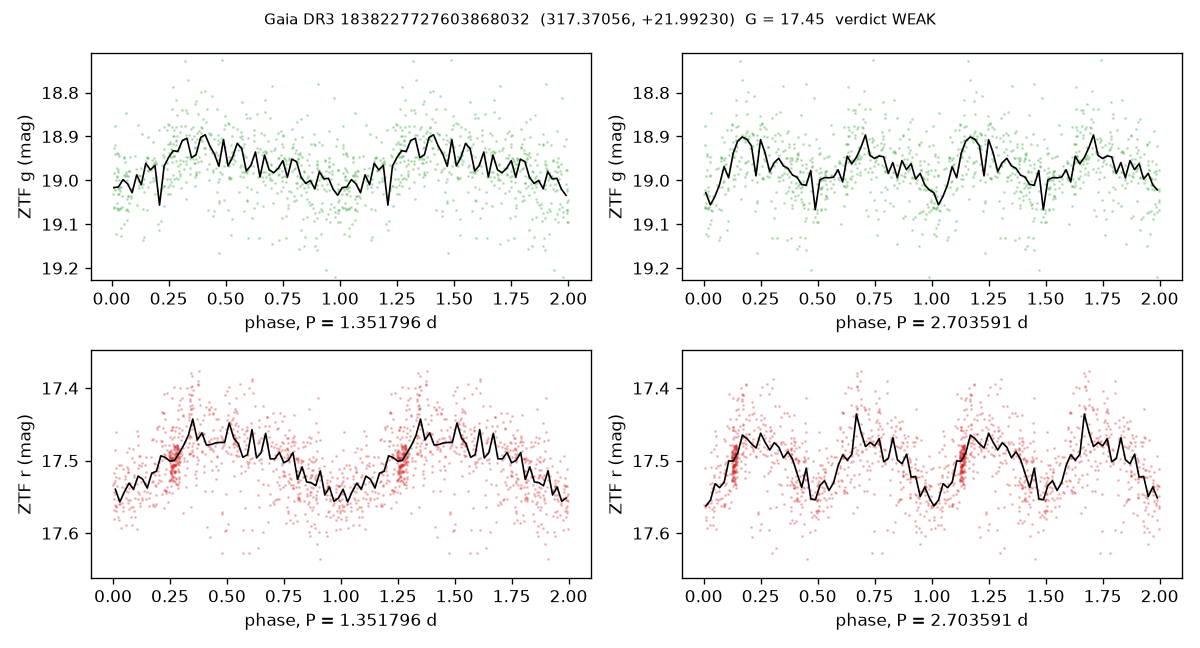 Gaia DR3 1838227727603868032  (317.37056, +21.99230)  G = 17.45  verdict WEAK
ZTF g (mag)
18.8
18.9
19.0
19.1
19.2
0.00 0.25 0.50 0.75 1.00 1.25 1.50 1.75 2.00
phase, P = 1.351796 d
ZTF g (mag)
18.8
18.9
19.0
19.1
19.2
0.00 0.25 0.50 0.75 1.00 1.25 1.50 1.75 2.00
phase, P = 2.703591 d
ZTF r (mag)
17.4
17.5
17.6
0.00 0.25 0.50 0.75 1.00 1.25 1.50 1.75 2.00
phase, P = 1.351796 d
ZTF r (mag)
17.4
17.5
17.6
0.00 0.25 0.50 0.75 1.00 1.25 1.50 1.75 2.00
phase, P = 2.703591 d